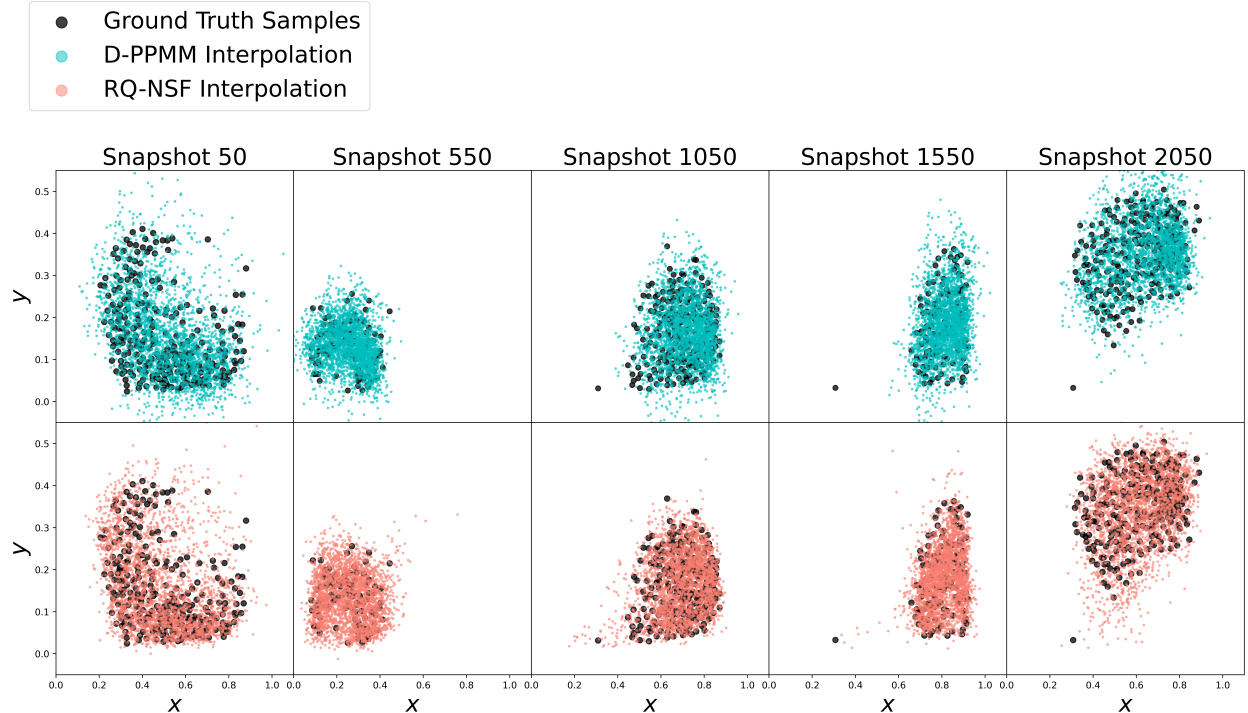 Ground Truth Samples
D-PPMM Interpolation
RQ-NSF Interpolation
Snapshot 50 Snapshot 550 Snapshot 1050 Snapshot 1550 Snapshot 2050
0.5
0.4
0.3
y
0.2
0.1
0.0
0.5
0.4
0.3
y
0.2
0.1
0.0
0.0 0.2 0.4 0.6 0.8 1.0 0.0 0.2 0.4 0.6 0.8 1.0 0.0 0.2 0.4 0.6 0.8 1.0 0.0 0.2 0.4 0.6 0.8 1.0 0.0 0.2 0.4 0.6 0.8 1.0
x x x x x